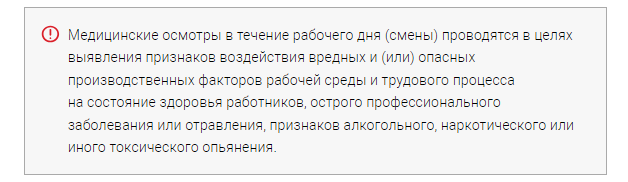 Медицинские осмотры в течение рабочего дня (смены) проводятся в целях
выявления признаков воздействия вредных и (или) опасных
производственных факторов рабочей среды и трудового процесса
на состояние здоровья работников, острого профессионального
заболевания или отравления, признаков алкогольного, наркотического или
иного токсического опьянения.